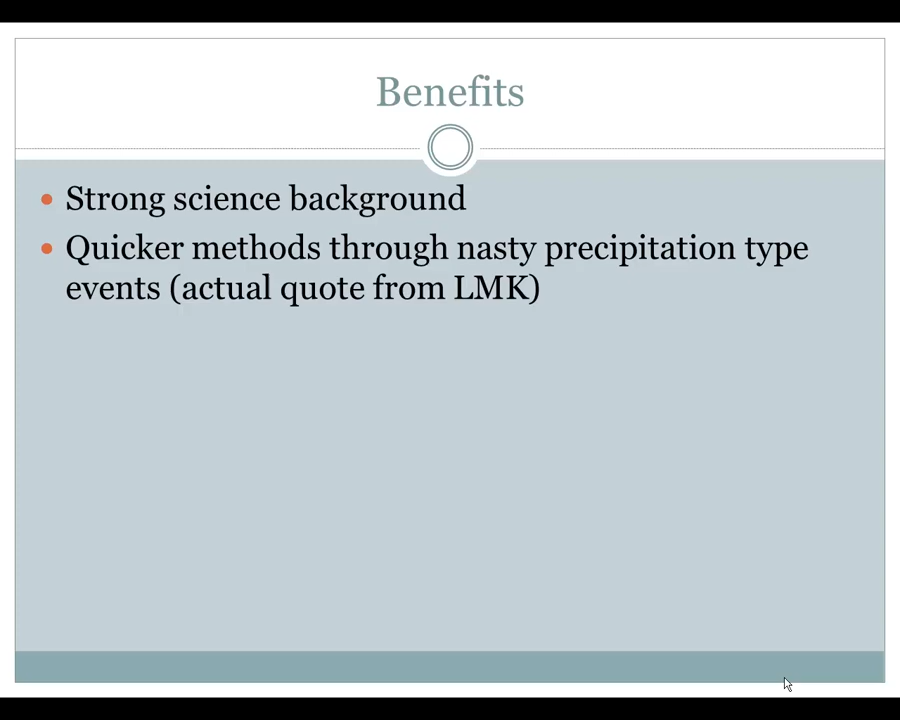 Benefits
Strong science background
Quicker methods through nasty precipitation type
events (actual quote from LMK)